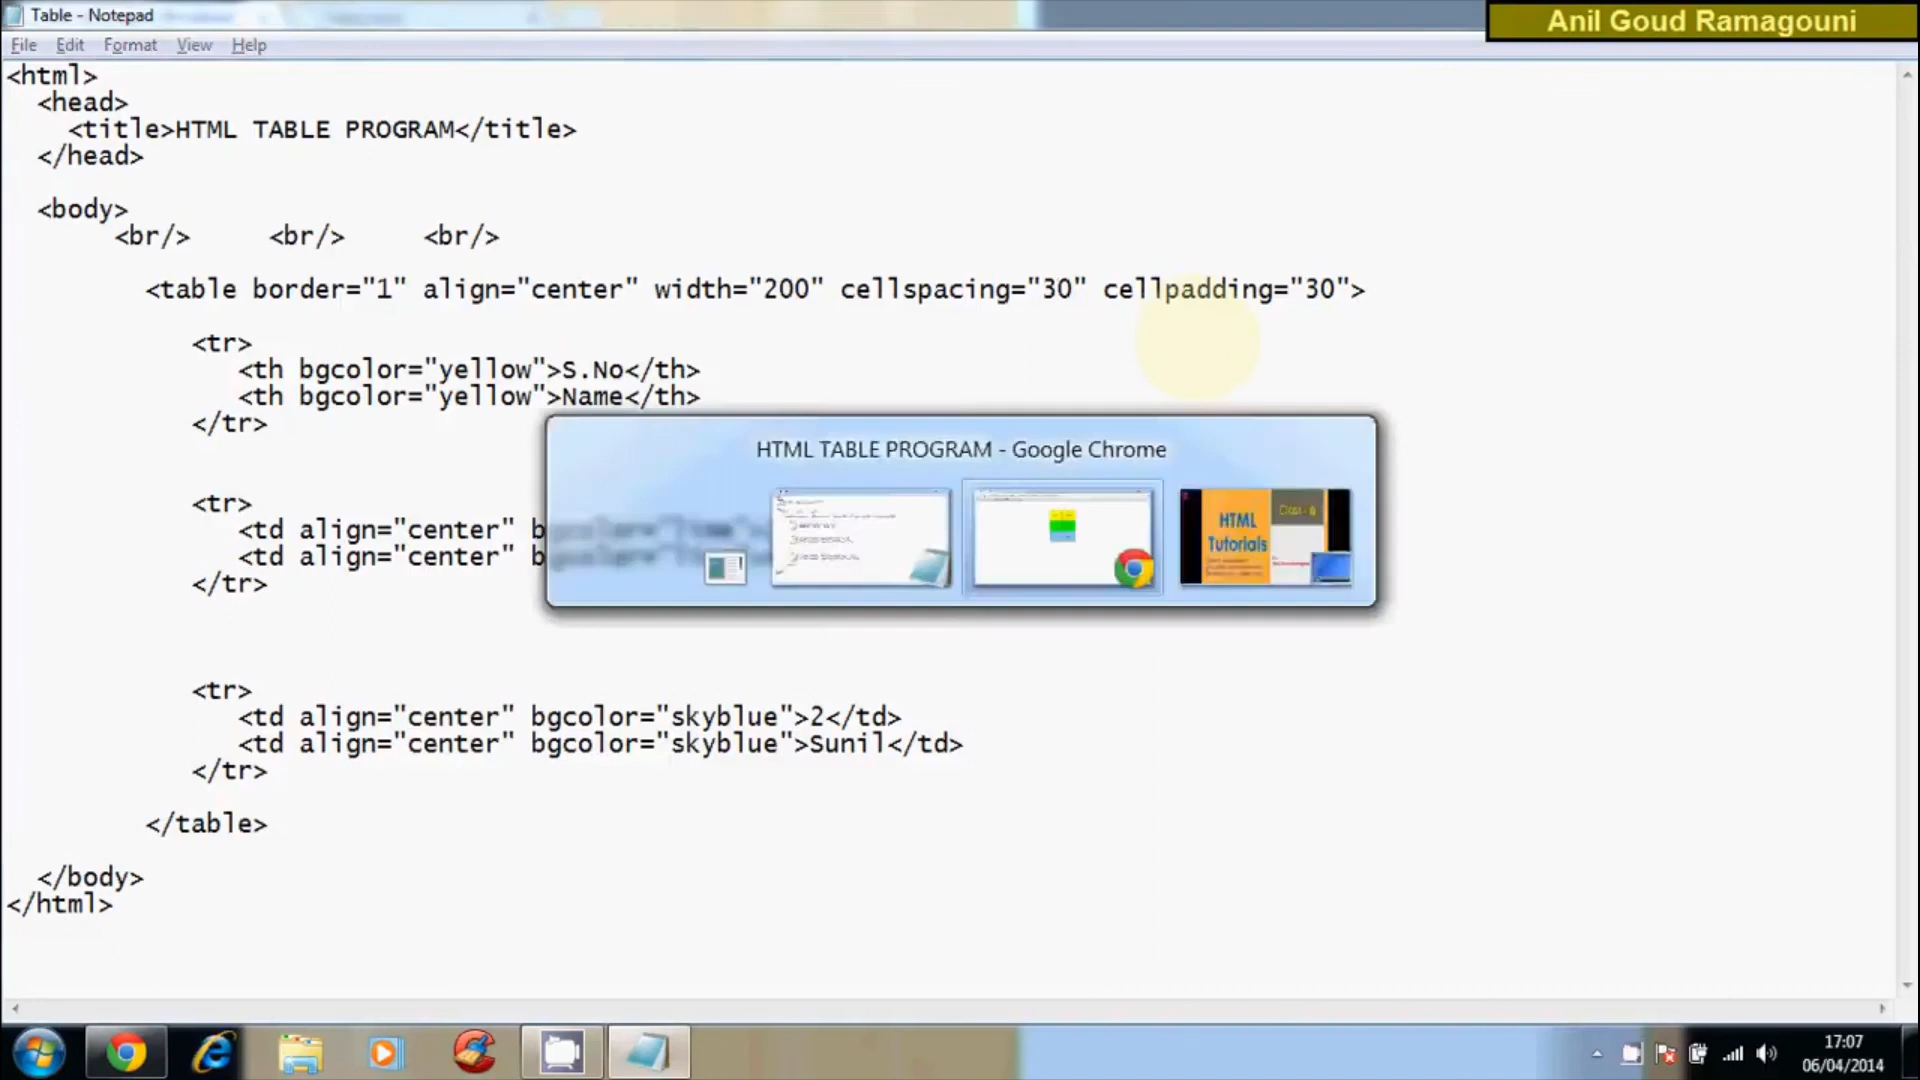 Table - Notepad
Anil Goud Ramagouni
File Edit Format View Help
<html>
<head>
<title>HTML TABLE PROGRAM</title>
</head>
<body>
<br/> <br/> <br/>
<table border="1" align="center" width="200" cellspacing="30" cellpadding="30">
<tr>
<th bgcolor="yellow">S.No</th>
<th bgcolor="yellow">Name</th>
</tr>
HTML TABLE PROGRAM - Google Chrome
<tr>
<td align="center" b
<td align="center" b
</tr>
HTML
Tutorials
<tr>
<td align="center" bgcolor="skyblue">2</td>
<td align="center" bgcolor="skyblue">Sunil</td>
</tr>
</table>
</body>
</html>
17:07
06/04/2014